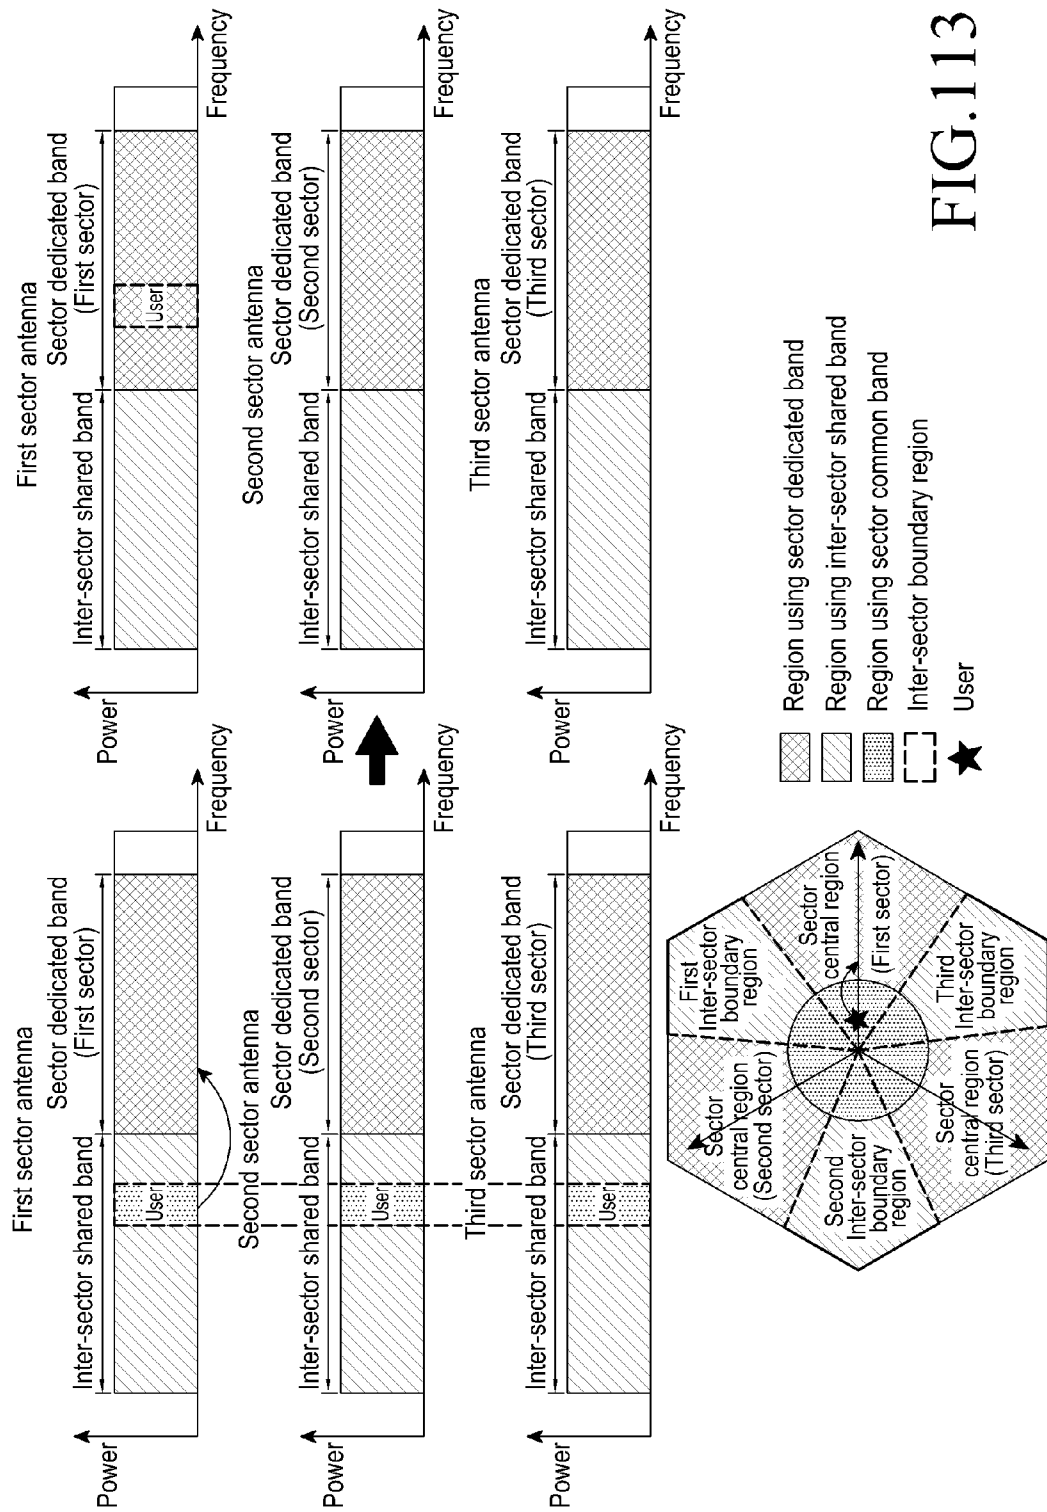 First sector antenna
Sector dedicated band
(First sector)
Inter-sector shared band
Power
User
Frequency
Second sector antenna
Sector dedicated band
(Second sector)
Inter-sector shared band
Power
User
Frequency
Third sector antenna
Sector dedicated band
(Third sector)
Inter-sector shared band
Power
User
Frequency
First sector antenna
Sector dedicated band
(First sector)
Inter-sector shared band
Power
User
Frequency
Second sector antenna
Sector dedicated band
(Second sector)
Inter-sector shared band
Power
Frequency
Third sector antenna
Sector dedicated band
(Third sector)
Inter-sector shared band
Power
Frequency
First
Inter-sector
boundary
region
Sector
central region
(Second sector)
Sector
central region
(First sector)
Second
Inter-sector
boundary
region
Sector
central region
(Third sector)
Third
Inter-sector
boundary
region
Region using sector dedicated band
Region using inter-sector shared band
Region using sector common band
Inter-sector boundary region
User
FIG.113